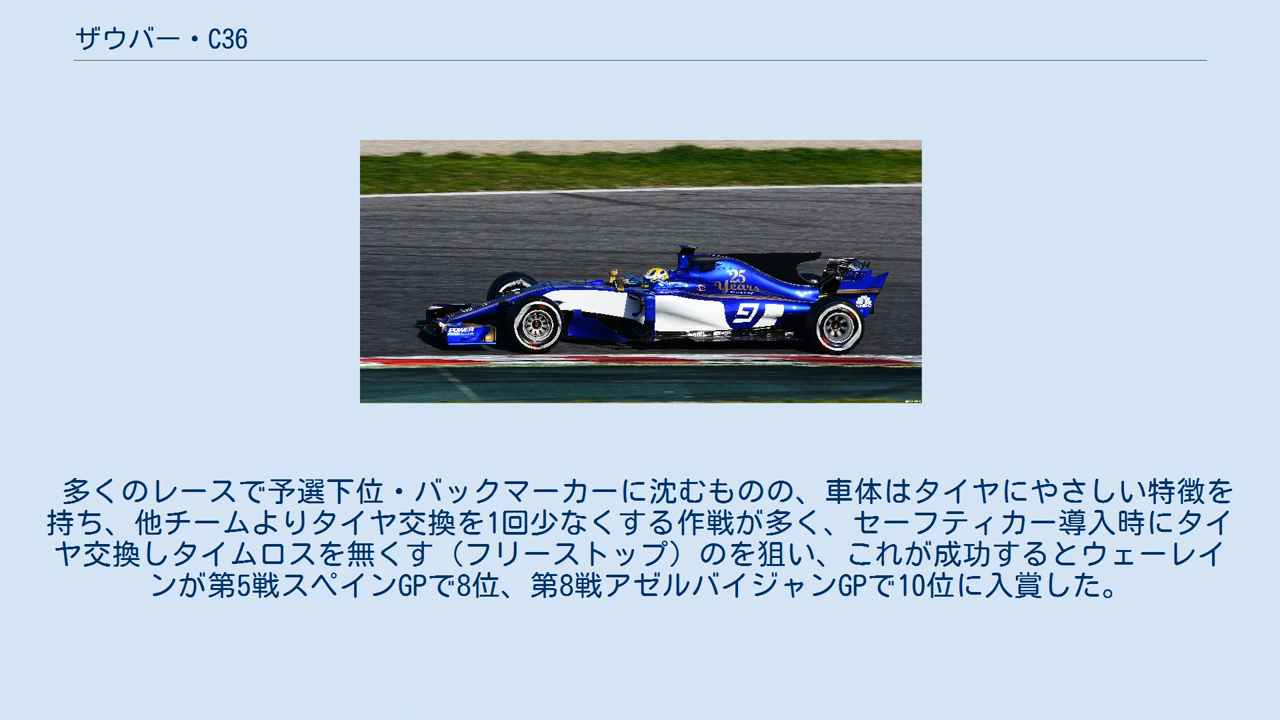 ザウバー・C36
25
Years
9
POWER
多くのレースで予選下位・バックマーカーに沈むものの、車体はタイヤにやさしい特徴を
持ち、他チームよりタイヤ交換を1回少なくする作戦が多く、セーフティカー導入時にタイ
ヤ交換しタイムロスを無くす（フリーストップ）のを狙い、これが成功するとウェーレイ
ンが第5戦スペインGPで8位、第8戦アゼルバイジャンGPで10位に入賞した。